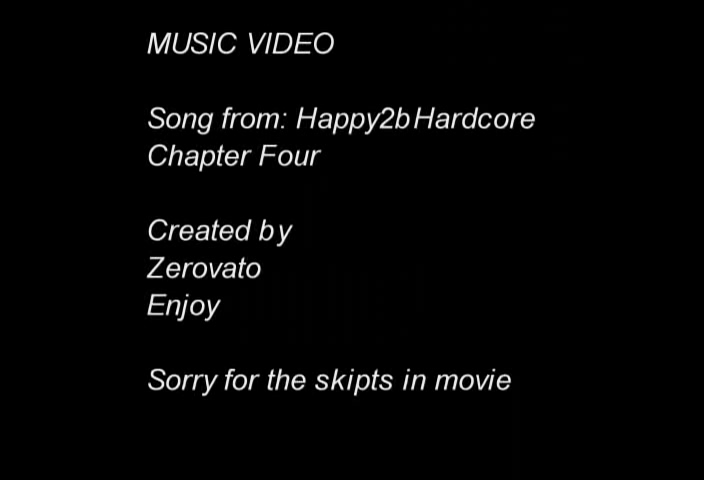 MUSIC VIDEO
Song from: Happy2bHardcore
Chapter Four
Created by
Zerovato
Enjoy
Sorry for the skipts in movie